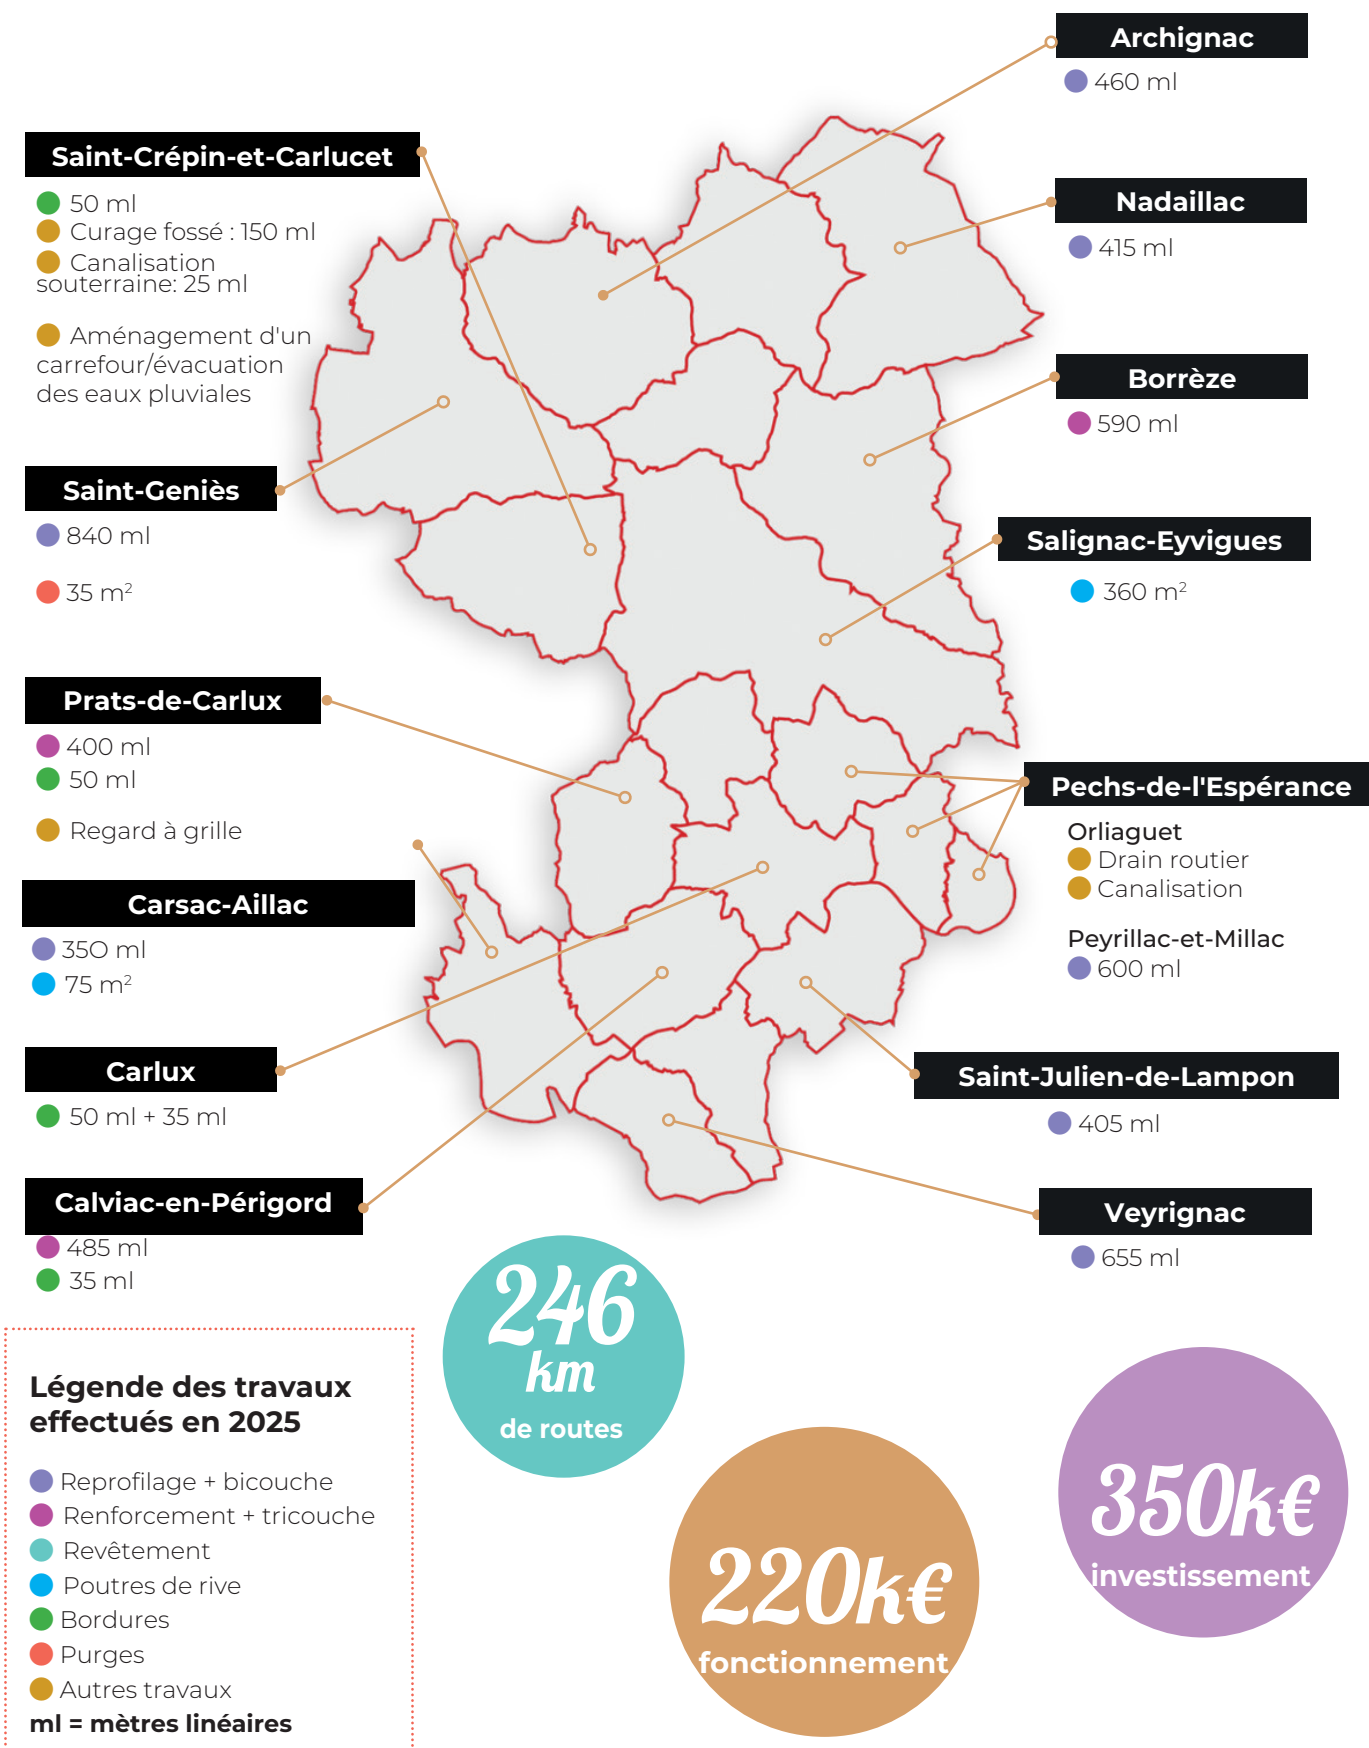 Archignac
460 ml
Saint-Crépin-et-Carlucet
50 ml
Curage fossé : 150 ml
Canalisation
souterraine: 25 ml
Aménagement d'un
carrefour/évacuation
des eaux pluviales
Nadaillac
415 ml
Borrèze
590 ml
Saint-Geniès
840 ml
35 m²
Salignac-Eyvigues
360 m²
Prats-de-Carlux
400 ml
50 ml
Regard à grille
Pechs-de-l'Espérance
Orliaguet
Drain routier
Canalisation
Peyrillac-et-Millac
600 ml
Carsac-Aillac
35O ml
75 m²
Carlux
50 ml + 35 ml
Saint-Julien-de-Lampon
405 ml
Calviac-en-Périgord
485 ml
35 ml
Veyrignac
655 ml
246
km
de routes
220k€
fonctionnement
350k€
investissement
Légende des travaux
effectués en 2025
Reprofilage + bicouche
Renforcement + tricouche
Revêtement
Poutres de rive
Bordures
Purges
Autres travaux
ml = mètres linéaires